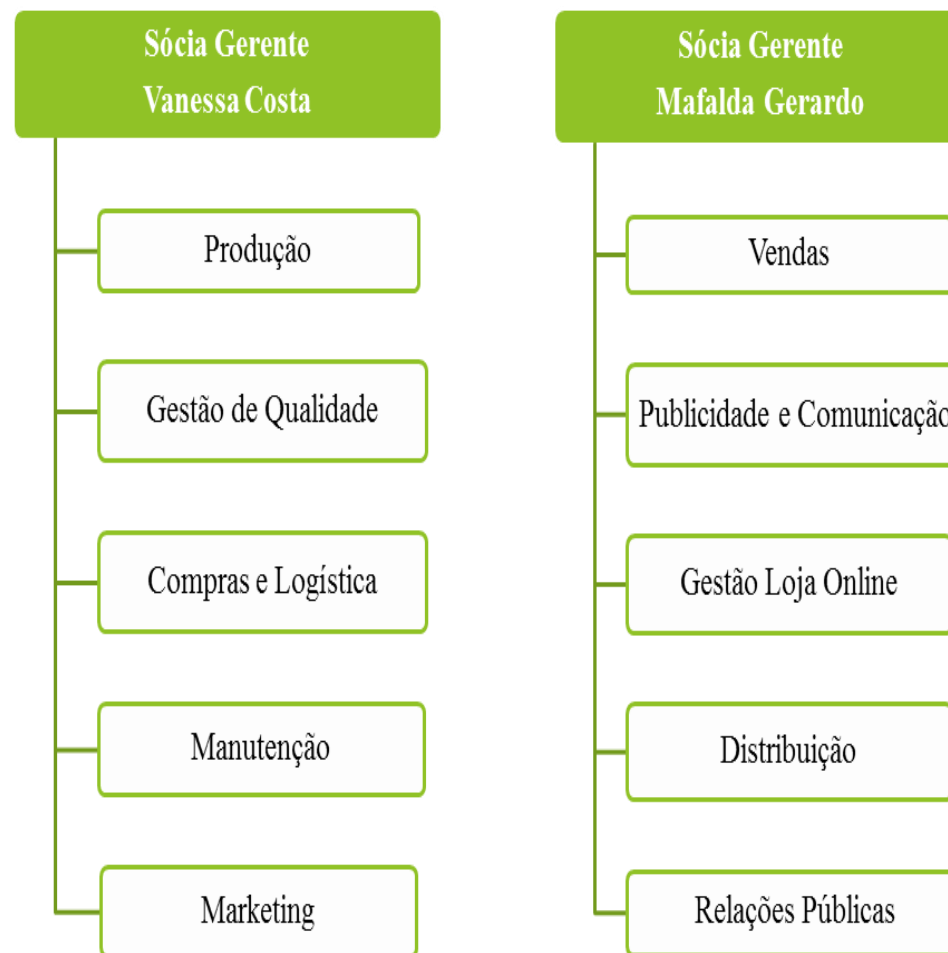 Sócia Gerente
Vanessa Costa
Produção
Gestão de Qualidade
Compras e Logística
Manutenção
Marketing
Sócia Gerente
Mafalda Gerardo
Vendas
Publicidade e Comunicação
Gestão Loja Online
Distribuição
Relações Públicas